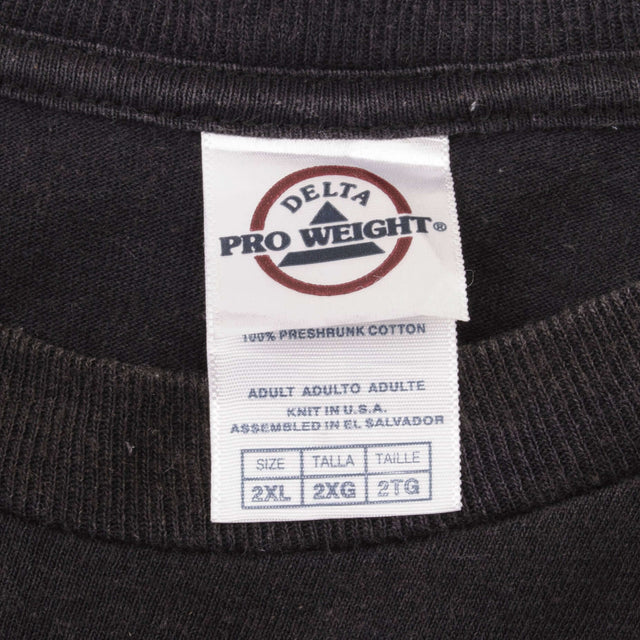 DELTA
PRO WEIGHT®
100% PRESHRUNK COTTON
ADULT ADULTO ADULTE
KNIT IN U.S.A.
ASSEMBLED IN EL SALVADOR
SIZE TALLA TAILLE
2XL 2XG 2TG